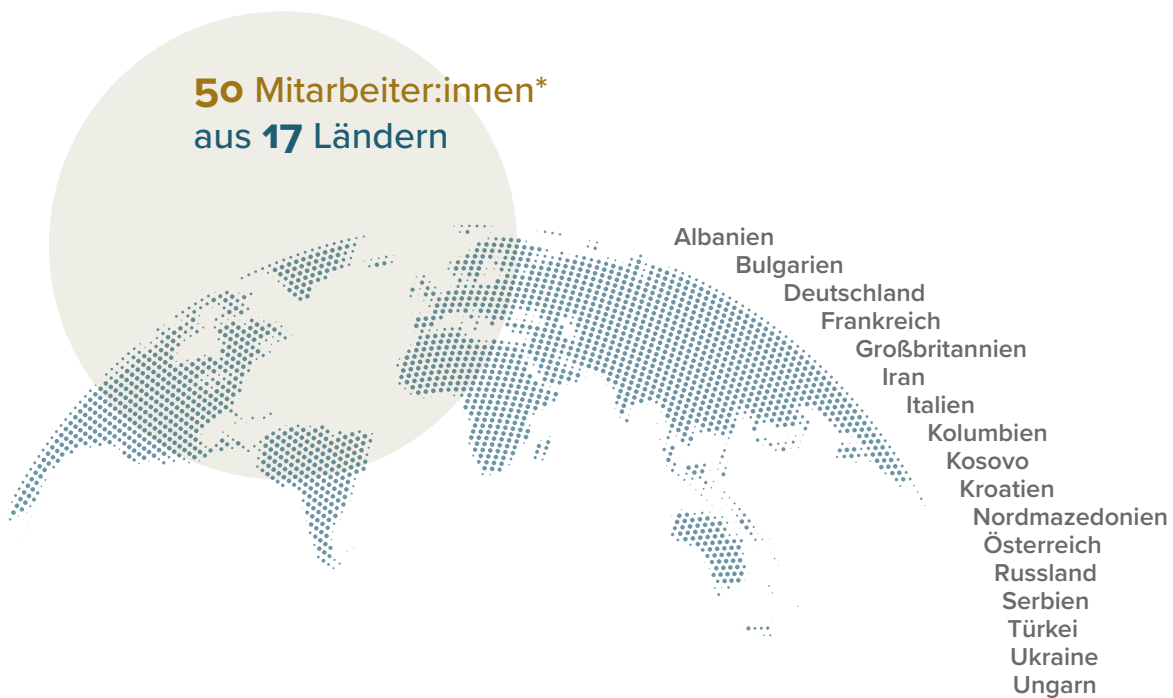 50 Mitarbeiter:innen*
aus 17 Ländern
Albanien
Bulgarien
Deutschland
Frankreich
Großbritannien
Iran
Italien
Kolumbien
Kosovo
Kroatien
Nordmazedonien
Österreich
Russland
Serbien
Türkei
Ukraine
Ungarn